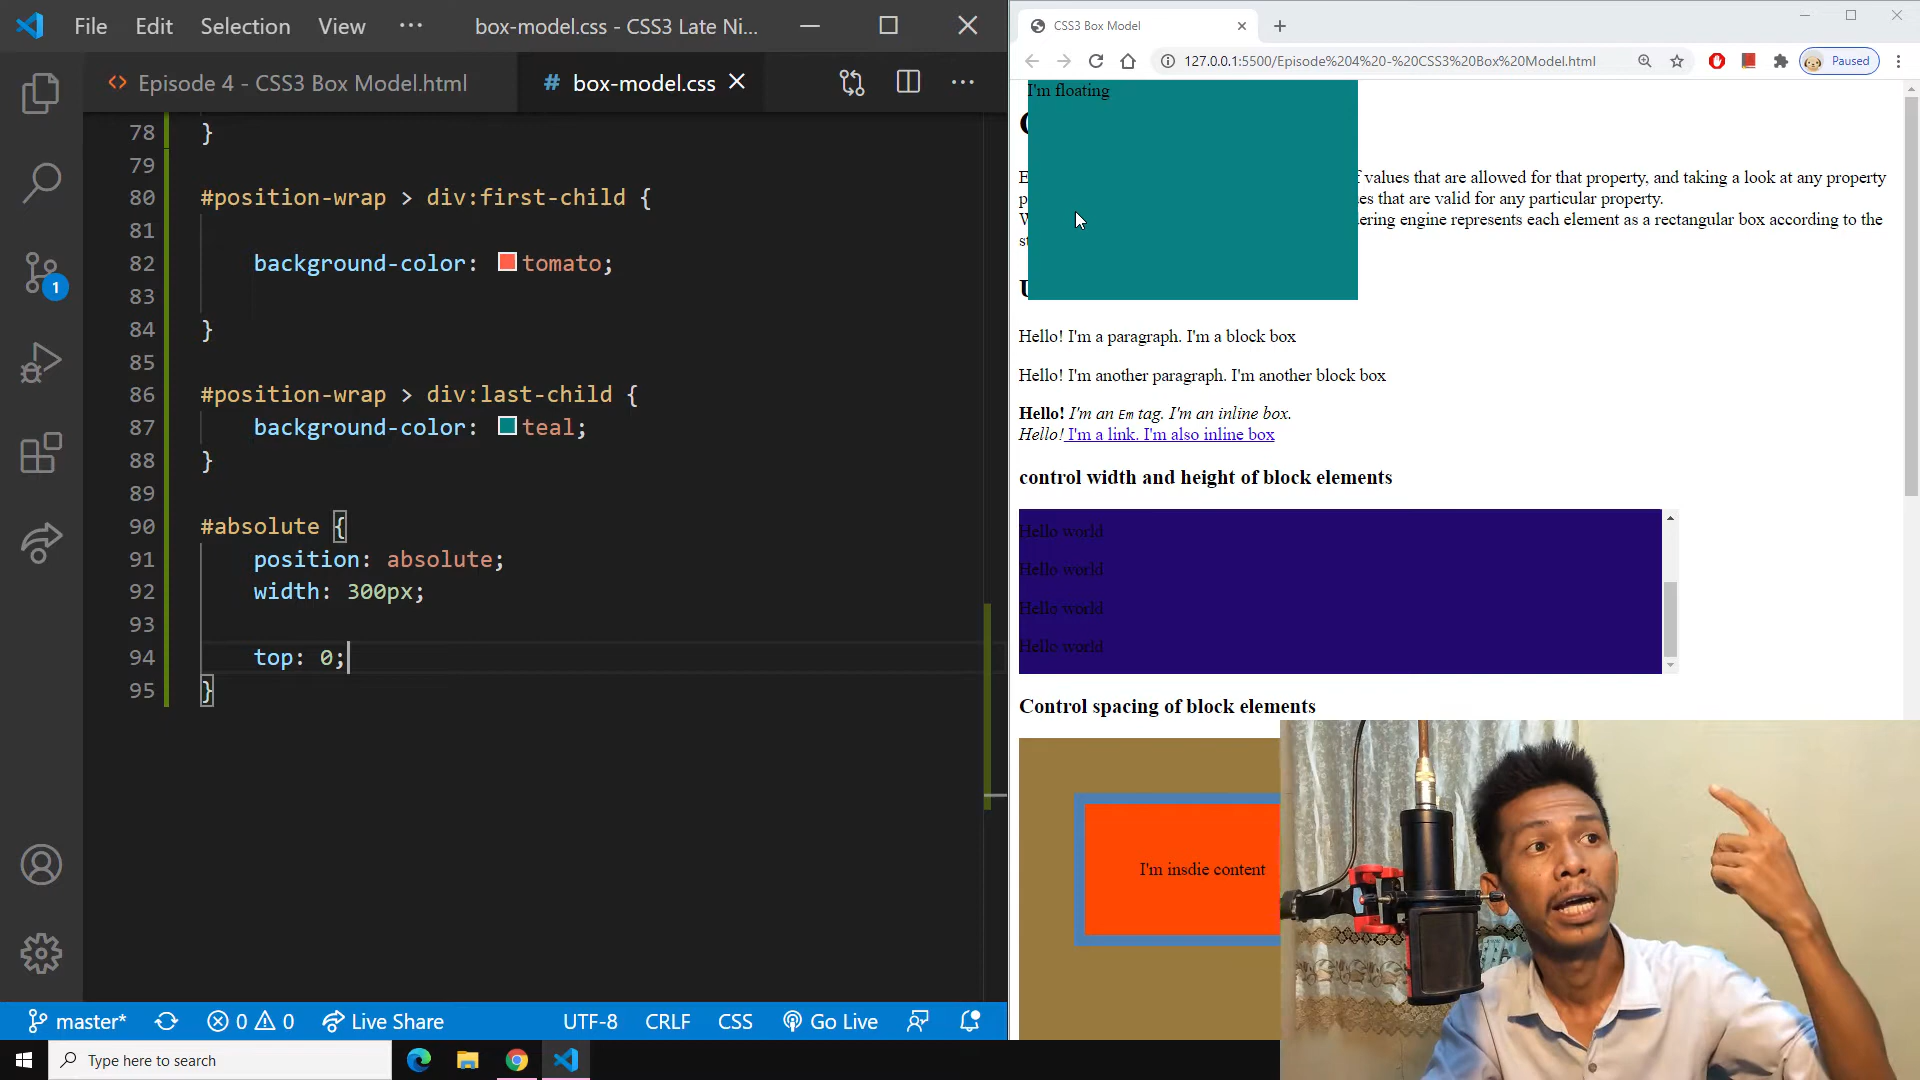 File Edit Selection View ··· box-model.css - CSS3 Late Ni...
Episode 4 - CSS3 Box Model.html # box-model.css
78 }
79
80 #position-wrap > div:first-child {
81
82 background-color: tomato;
83
84 }
85
86 #position-wrap > div:last-child {
87 background-color: teal;
88 }
89
90 #absolute {
91 position: absolute;
92 width: 300px;
93
94 top: 0;
95 }
1
master* 0 0 Live Share UTF-8 CRLF CSS Go Live
Type here to search
CSS3 Box Model
127.0.0.1:5500/Episode%204%20-%20CSS3%20Box%20Model.html Paused
I'm floating
f values that are allowed for that property, and taking a look at any property
es that are valid for any particular property.
W dering engine represents each element as a rectangular box according to the
st
Hello! I'm a paragraph. I'm a block box
Hello! I'm another paragraph. I'm another block box
Hello! I'm an Em tag. I'm an inline box.
Hello! I'm a link. I'm also inline box
control width and height of block elements
Hello world
Hello world
Hello world
Hello world
Control spacing of block elements
I'm insdie content